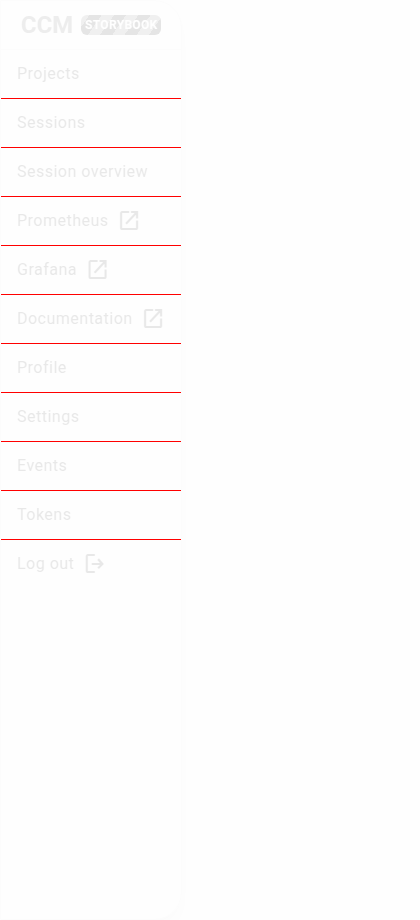 CCM STORYBOOK
Projects
Sessions
Session overview
Prometheus
Grafana
Documentation
Profile
Settings
Events
Tokens
Log out